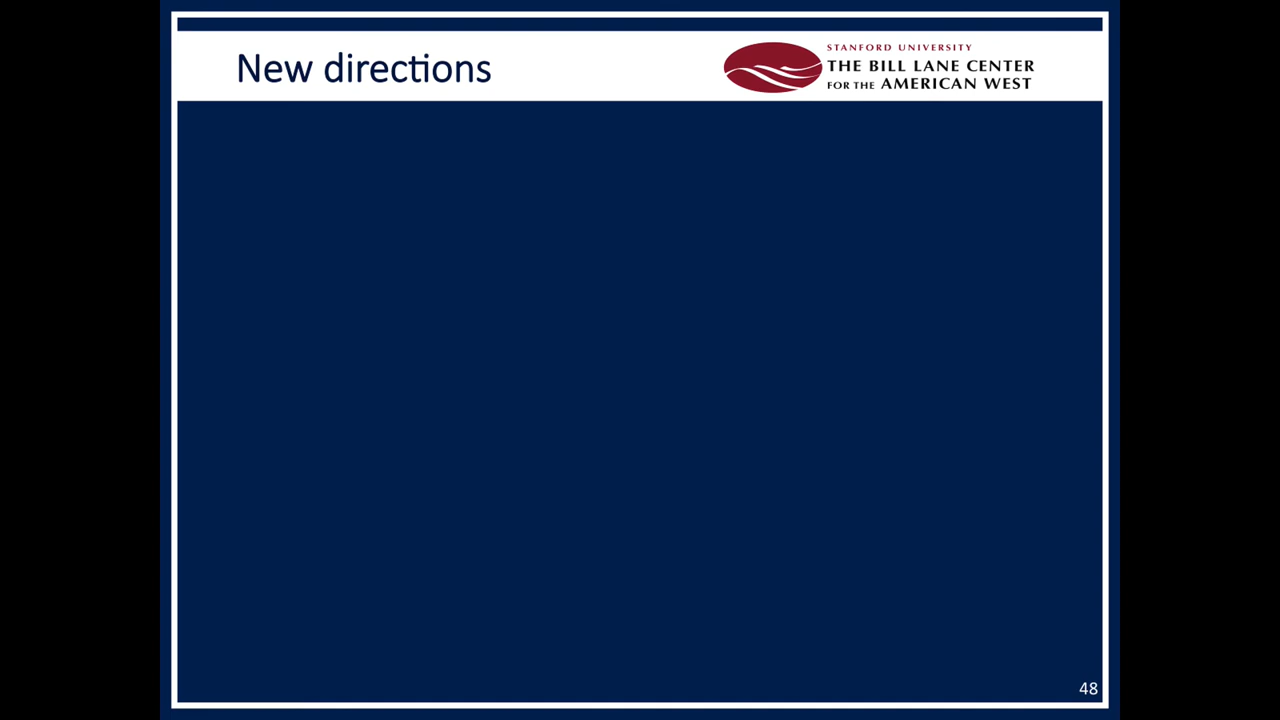 New directions
STANFORD UNIVERSITY
THE BILL LANE CENTER
FOR THE AMERICAN WEST
48